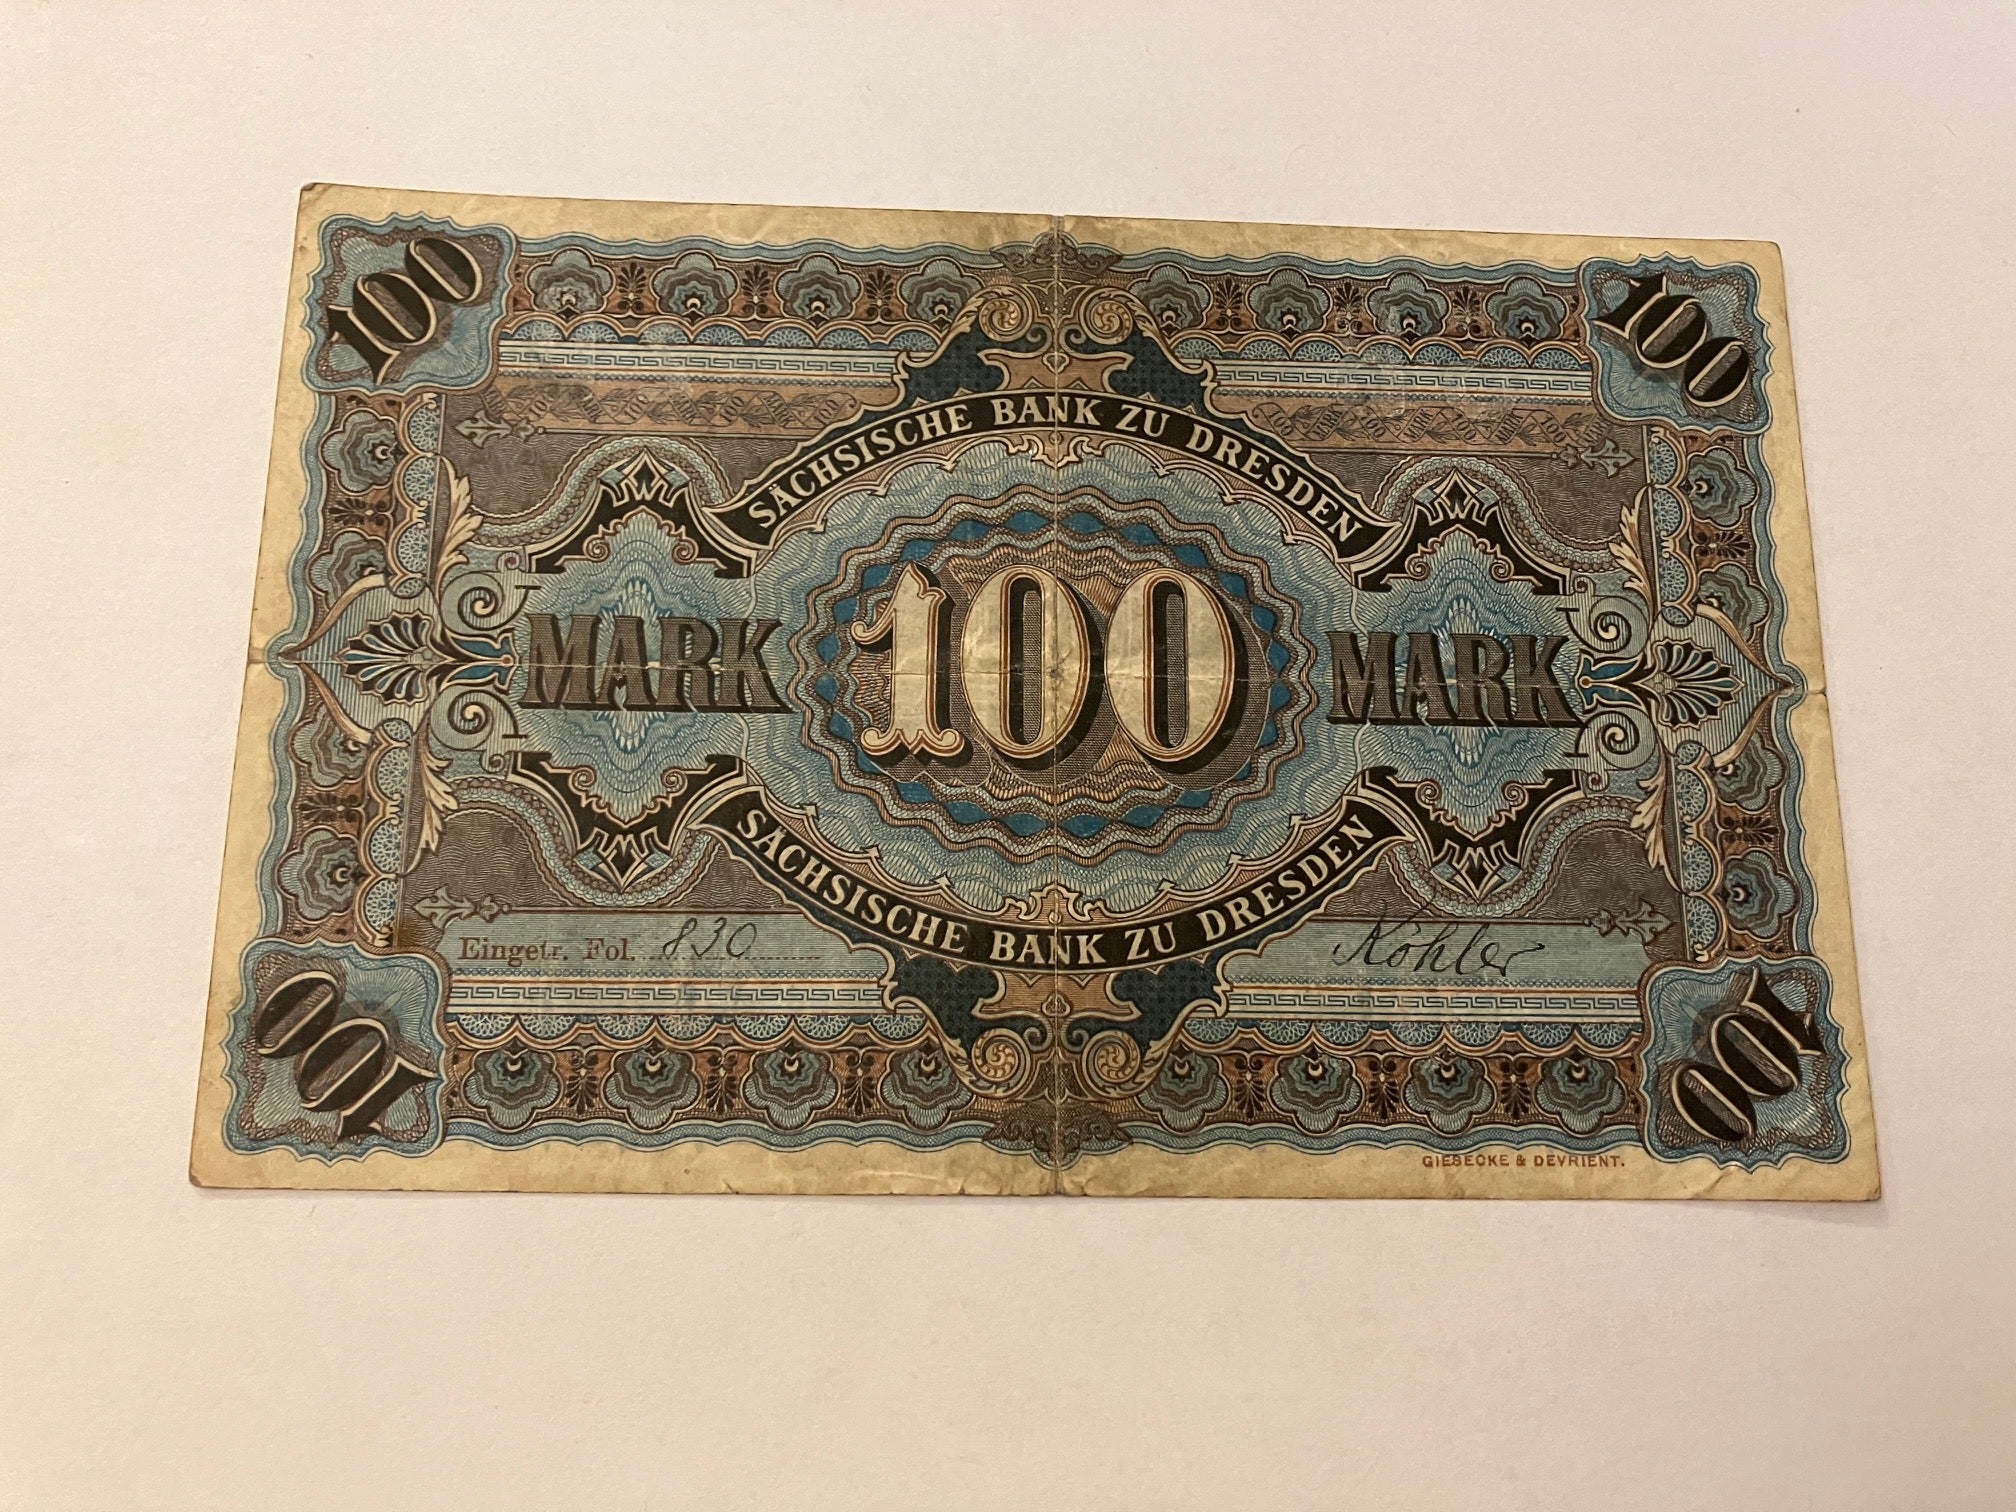 100 100
SÄCHSISCHE BANK ZU DRESDEN
MARK 100 MARK
SÄCHSISCHE BANK ZU DRESDEN
Eingetr. Fol. 830 Köhler
100 100
GIESECKE & DEVRIENT.